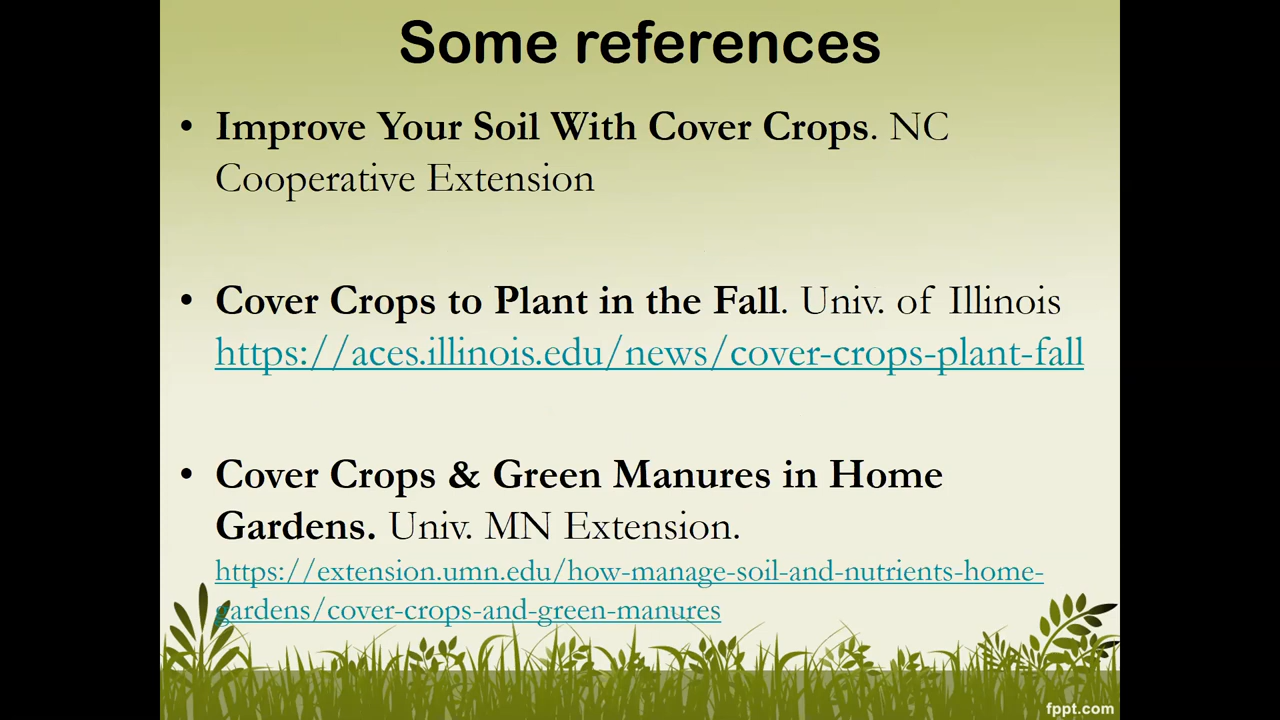 Some references
• Improve Your Soil With Cover Crops. NC
Cooperative Extension
• Cover Crops to Plant in the Fall. Univ. of Illinois
https://aces.illinois.edu/news/cover-crops-plant-fall
• Cover Crops & Green Manures in Home
Gardens. Univ. MN Extension.
https://extension.umn.edu/how-manage-soil-and-nutrients-home-
gardens/cover-crops-and-green-manures
fppt.com